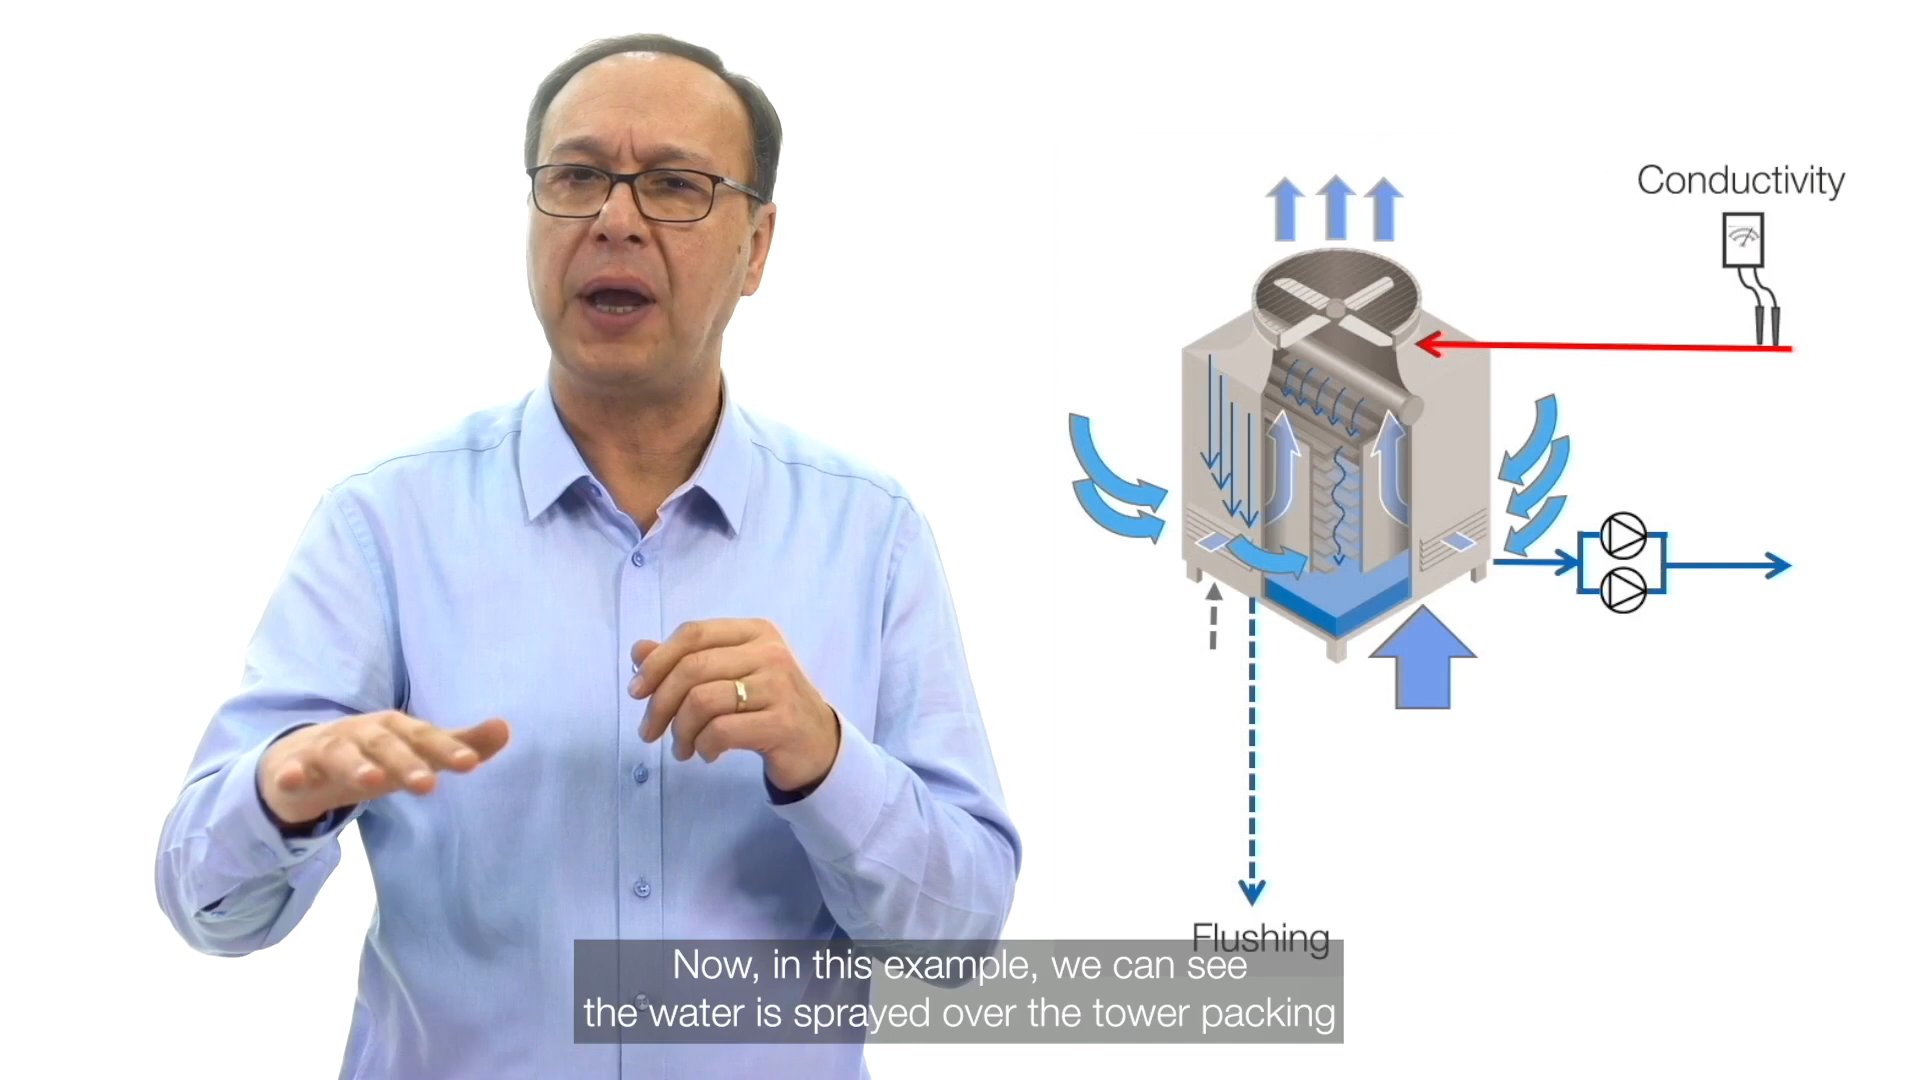 Conductivity
Flushing
Now, in this example, we can see
the water is sprayed over the tower packing